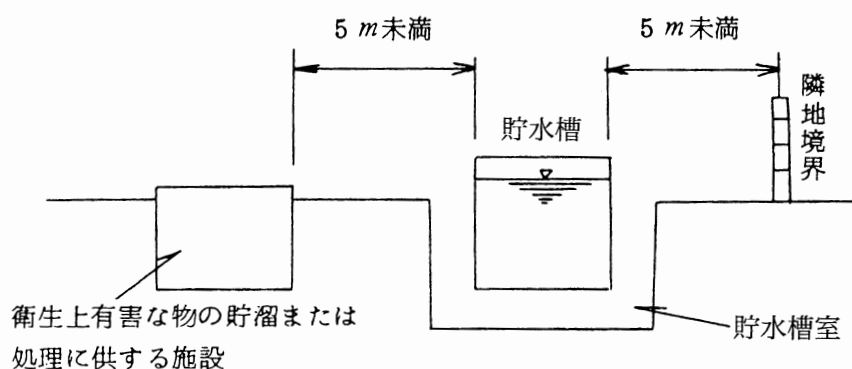 5 m未満
5 m未満
隣地境界
貯水槽
衛生上有害な物の貯溜または
処理に供する施設
貯水槽室